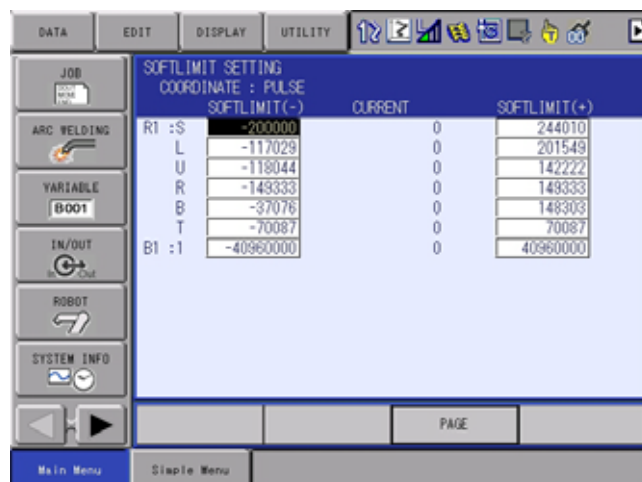 DATA EDIT DISPLAY UTILITY
JOB
ARC WELDING
VARIABLE
B001
IN/OUT
In Out
ROBOT
SYSTEM INFO
SOFTLIMIT SETTING
COORDINATE : PULSE
SOFTLIMIT(-) CURRENT SOFTLIMIT(+)
R1 :S -200000 0 244010
L -117029 0 201549
U -118044 0 142222
R -149333 0 149333
B -37076 0 148303
T -70087 0 70087
B1 :1 -40960000 0 40960000
PAGE
Main Menu Simple Menu